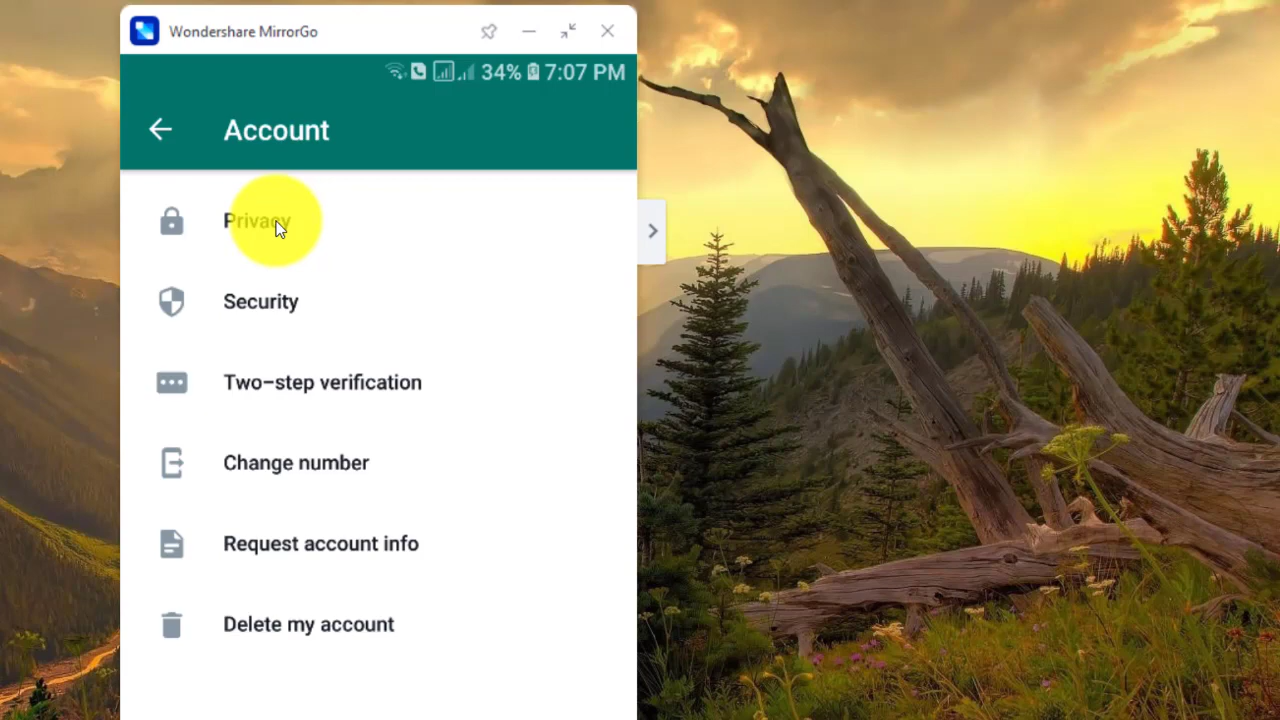 Wondershare MirrorGo
34% 7:07 PM
Account
Privacy
Security
Two-step verification
Change number
Request account info
Delete my account